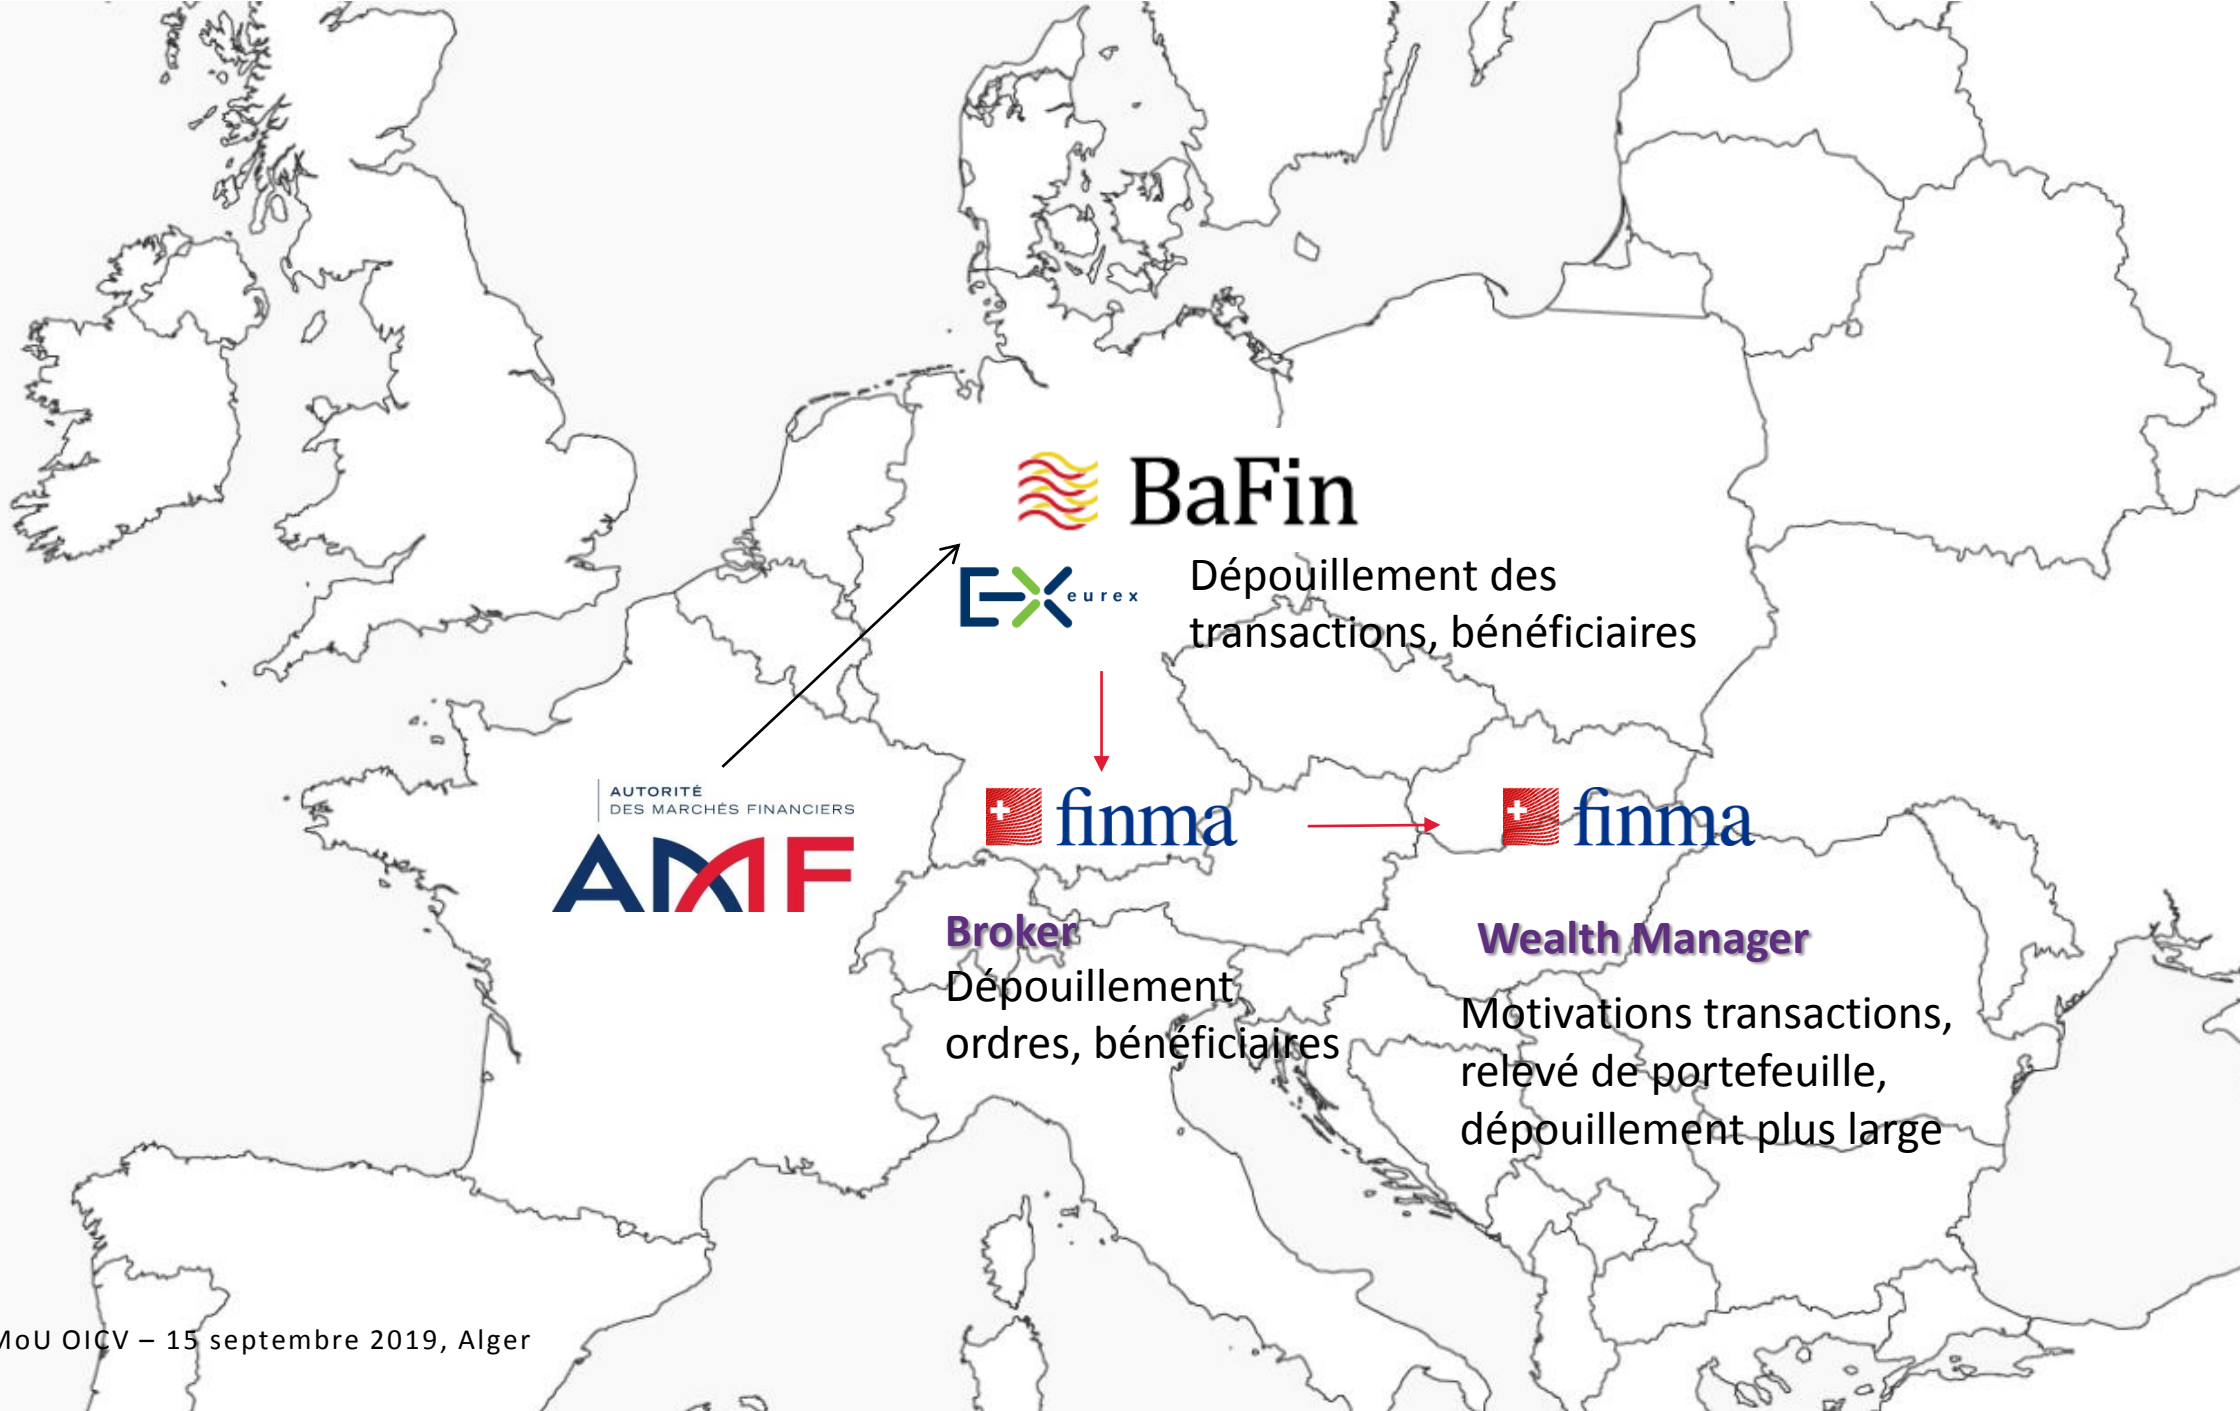 BaFin
eurex
Dépouillement des
transactions, bénéficiaires
AUTORITÉ
DES MARCHÉS FINANCIERS
AMF
finma
finma
Broker
Dépouillement
ordres, bénéficiaires
Wealth Manager
Motivations transactions,
relevé de portefeuille,
dépouillement plus large
MoU OICV – 15 septembre 2019, Alger